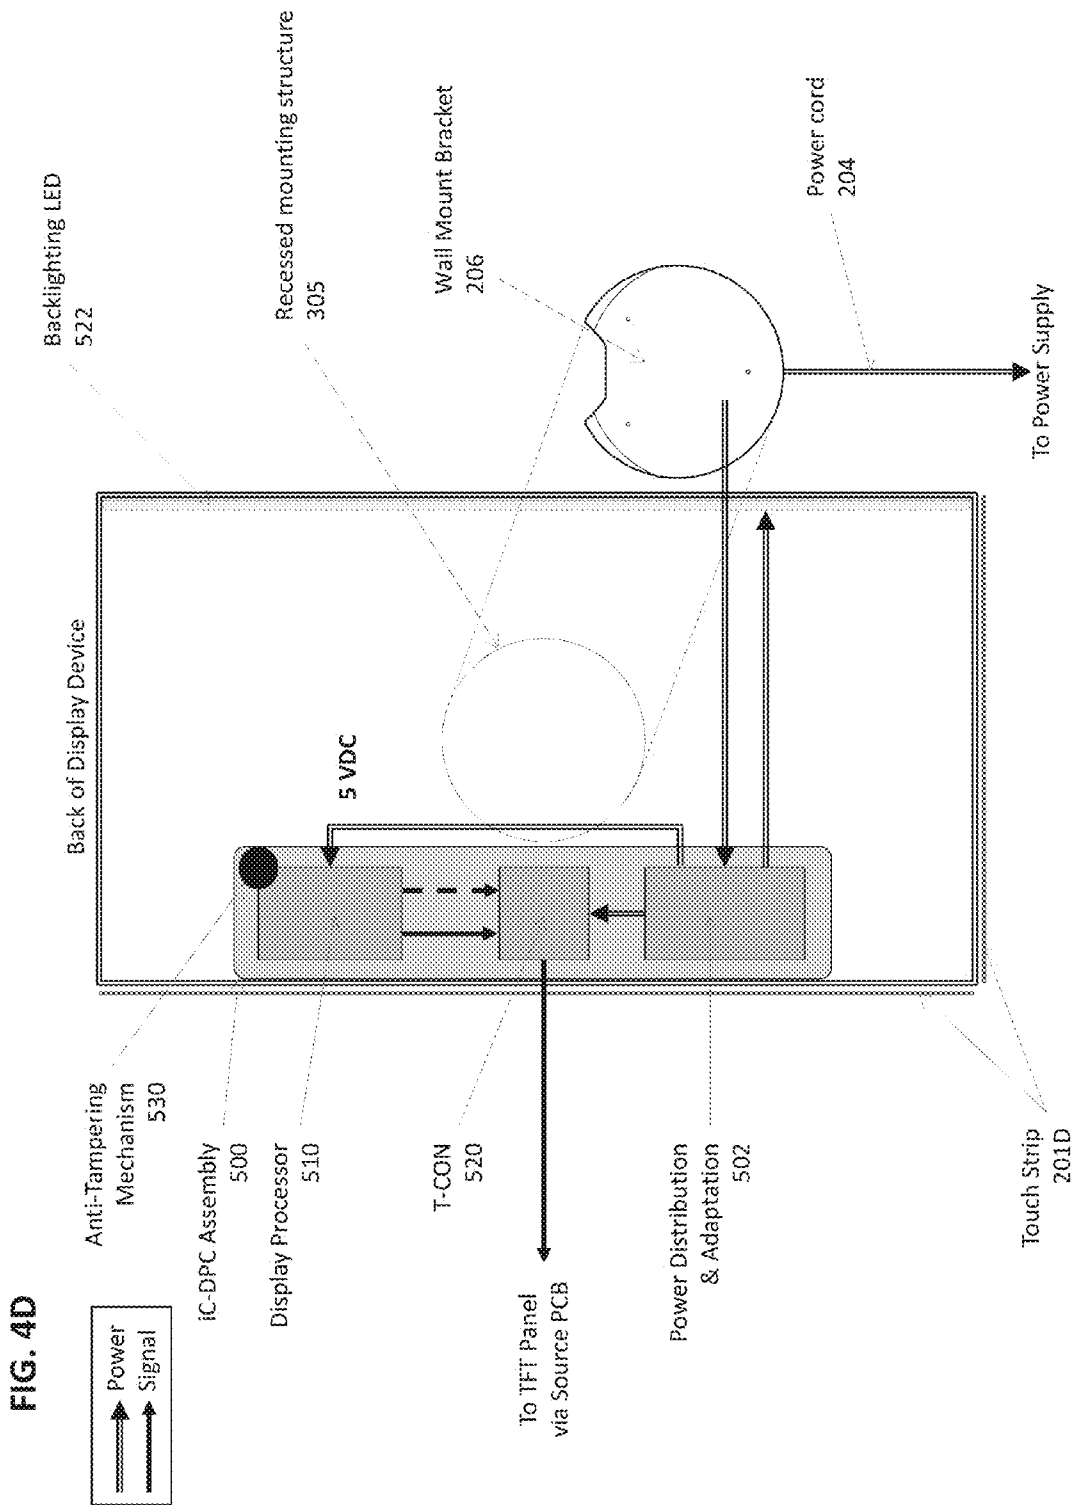 FIG. 4D
Power
Signal
Back of Display Device
Backlighting LED
522
Recessed mounting structure
305
Wall Mount Bracket
206
Power cord
204
To Power Supply
5 VDC
Anti-Tampering
Mechanism
530
iC-DPC Assembly
500
Display Processor
510
T-CON
520
To TFT Panel
via Source PCB
Power Distribution
& Adaptation
502
Touch Strip
201D